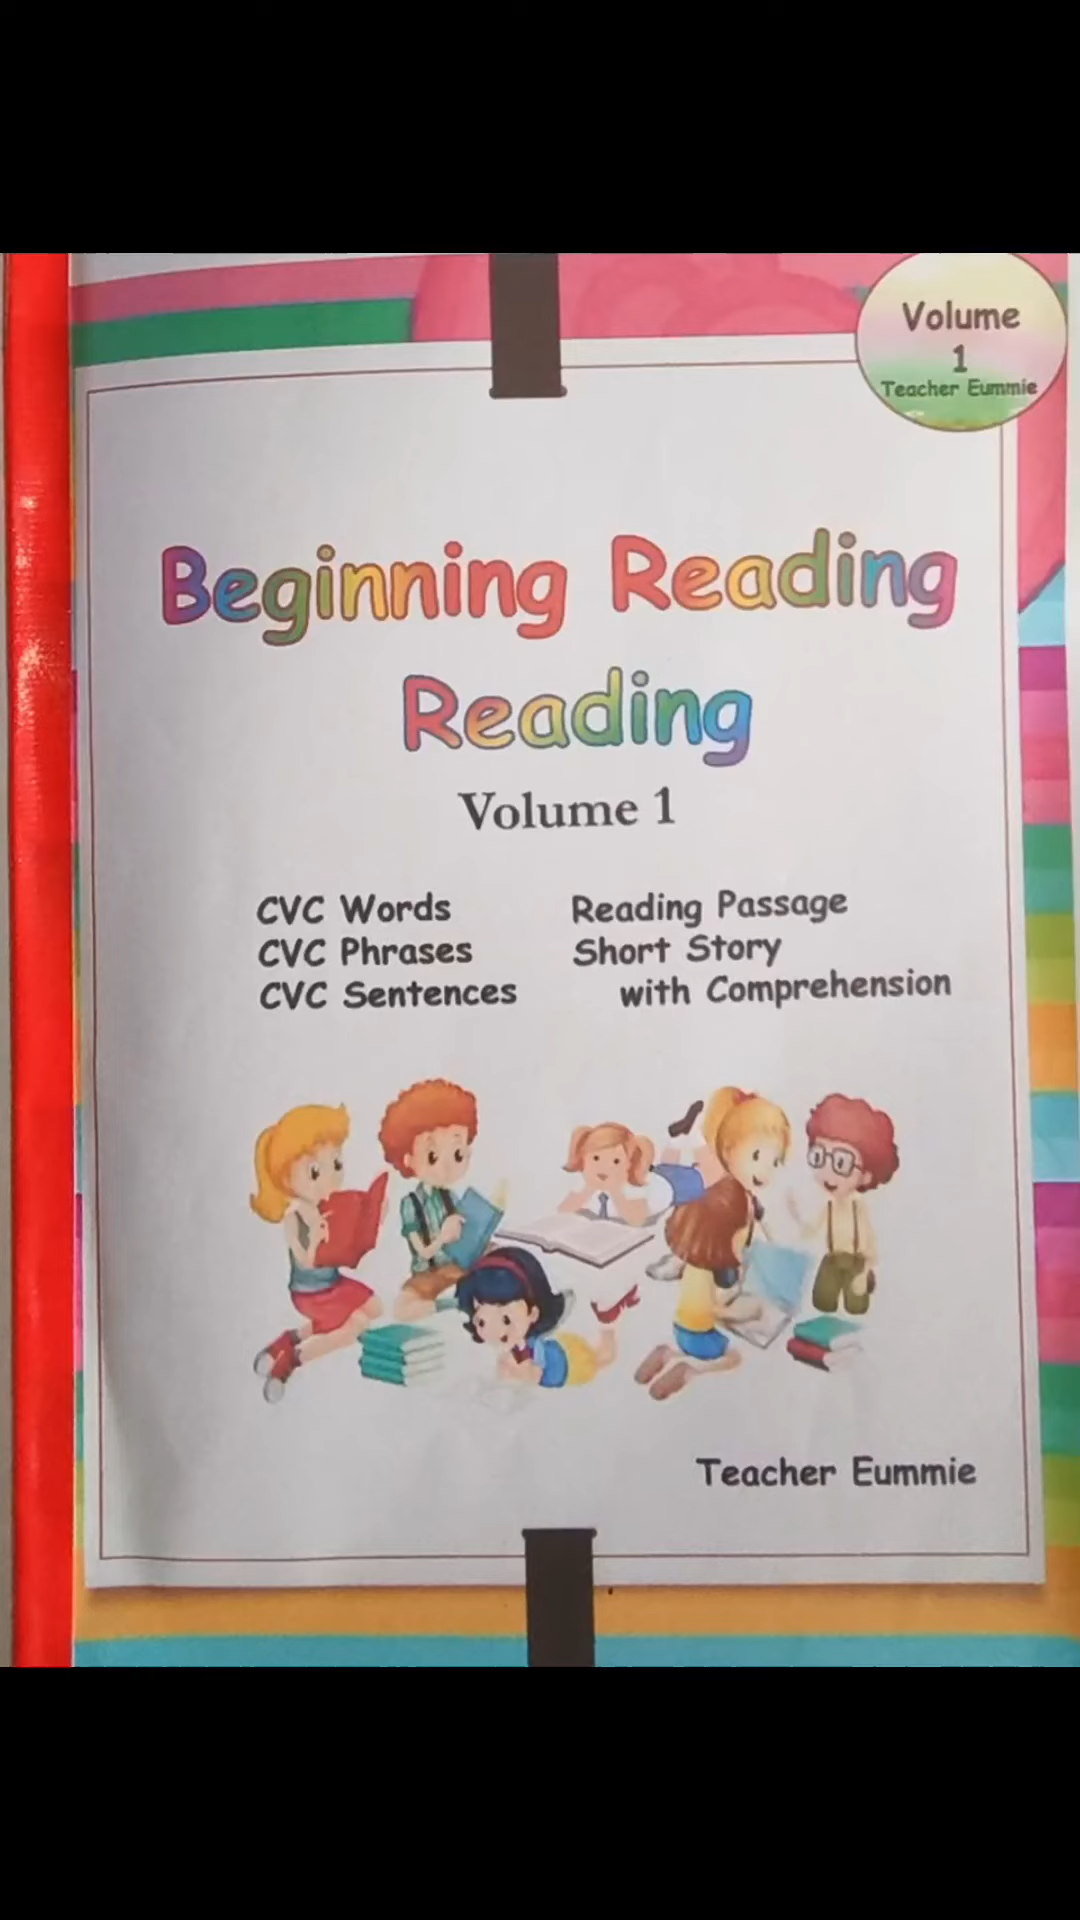 Volume
1
Teacher Eummie
Beginning Reading
Reading
Volume 1
CVC Words
CVC Phrases
CVC Sentences
Reading Passage
Short Story
with Comprehension
Teacher Eummie